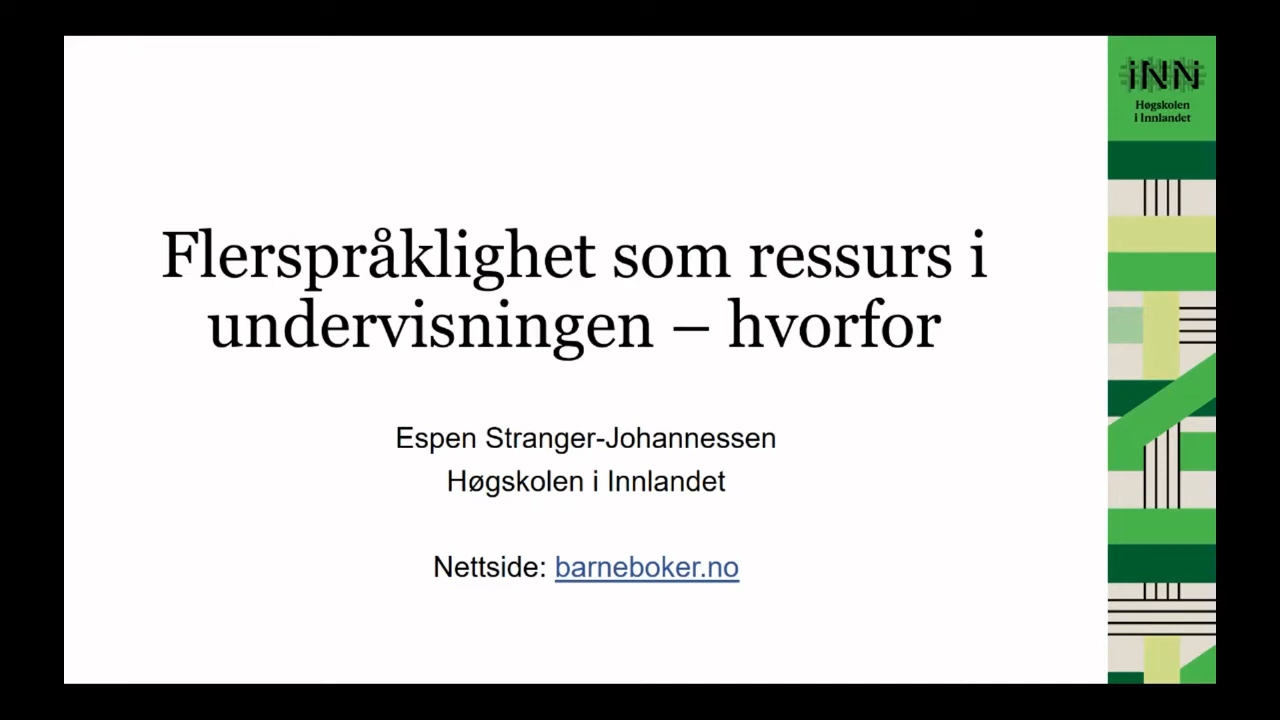 Flerspråklighet som ressurs i
undervisningen – hvorfor
Espen Stranger-Johannessen
Høgskolen i Innlandet
Nettside: barneboker.no
iNN
Høgskolen
i Innlandet